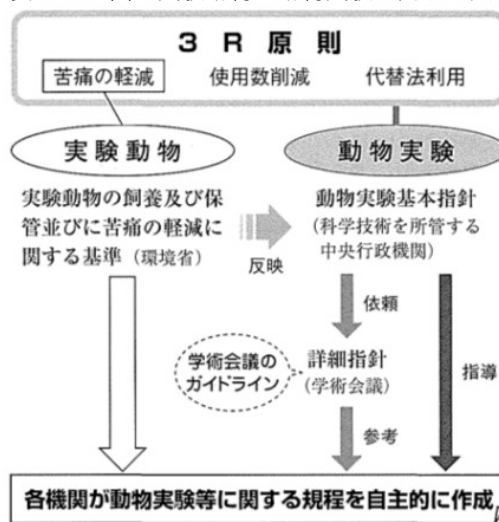 3 R 原 則
苦痛の軽減 使用数削減 代替法利用
実 験 動 物
動 物 実 験
実験動物の飼養及び保
管並びに苦痛の軽減に
関する基準（環境省）
反映
動物実験基本指針
（科学技術を所管する
中央行政機関）
依頼
学術会議の
ガイドライン
詳細指針
（学術会議）
指導
参考
各機関が動物実験等に関する規程を自主的に作成